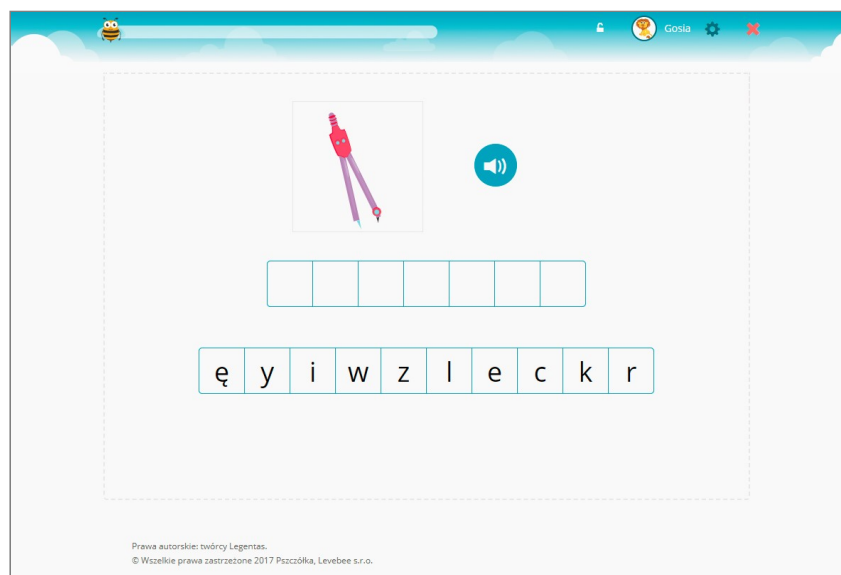 Gosia
ę y i w z l e c k r
Prawa autorskie: twórcy Legentas.
© Wszelkie prawa zastrzeżone 2017 Pszczółka, Levebee s.r.o.